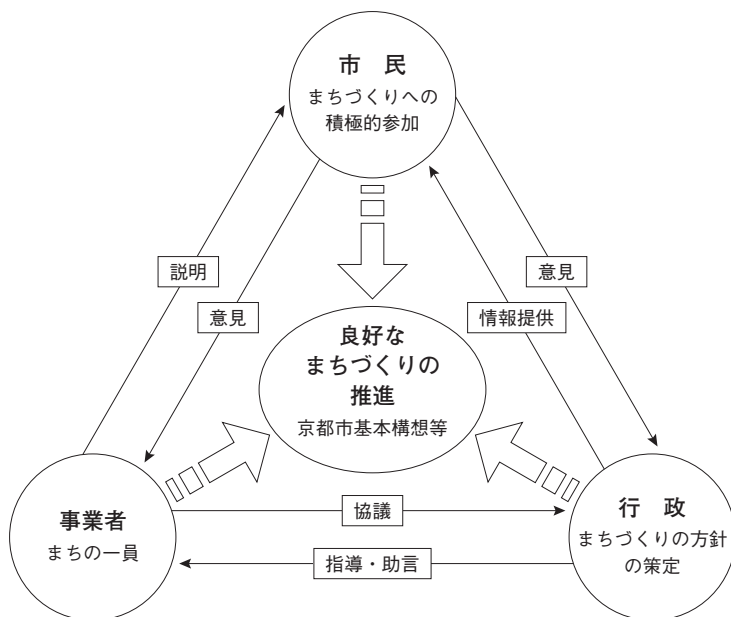 市　民
まちづくりへの
積極的参加
説明
意見
意見
情報提供
良好な
まちづくりの
推進
京都市基本構想等
事業者
まちの一員
協議
指導・助言
行　政
まちづくりの方針
の策定